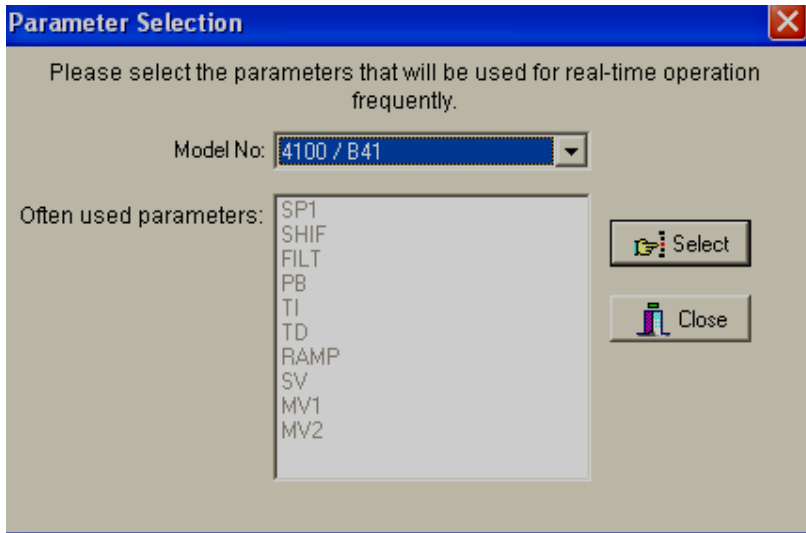 Parameter Selection
Please select the parameters that will be used for real-time operation
frequently.
Model No: 4100 / B41
Often used parameters:
SP1
SHIF
FILT
PB
TI
TD
RAMP
SV
MV1
MV2
Select
Close